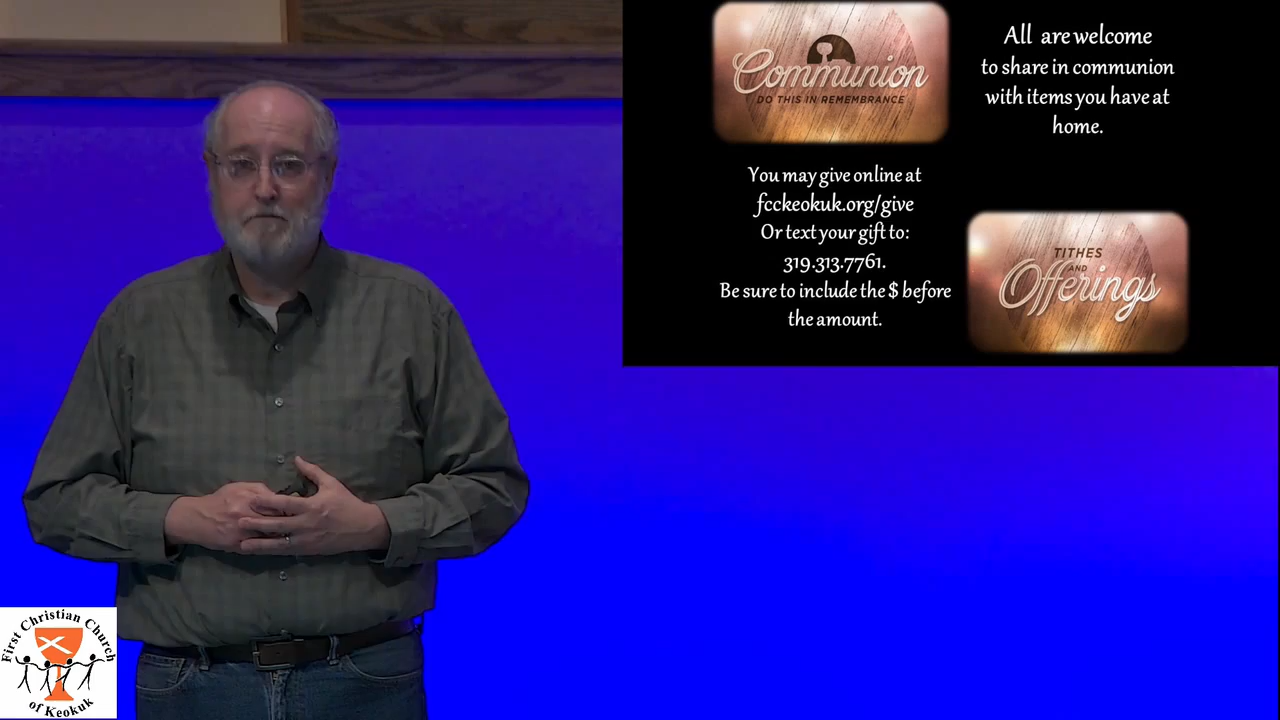 Communion
DO THIS IN REMEMBRANCE
All are welcome
to share in communion
with items you have at
home.
You may give online at
fcckeokuk.org/give
Or text your gift to:
319.313.7761.
Be sure to include the $ before
the amount.
TITHES
AND
Offerings
First Christian Church
of Keokuk